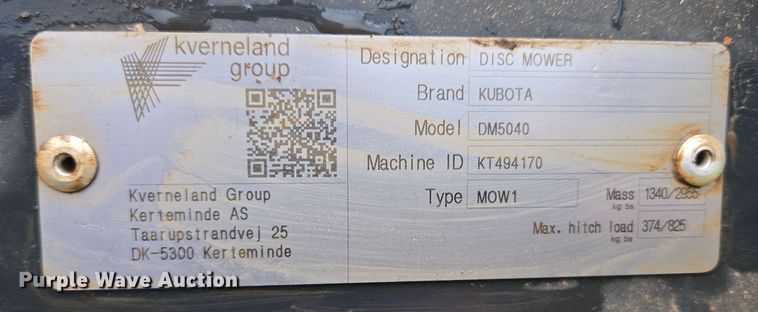 kverneland
group
Designation DISC MOWER
Brand KUBOTA
Model DM5040
Machine ID KT494170
Type MOW1 Mass kg lbs 1340/2955
Max. hitch load kg lbs 374/825
Kverneland Group
Kerteminde AS
Taarupstrandvej 25
DK-5300 Kerteminde
Purple Wave Auction